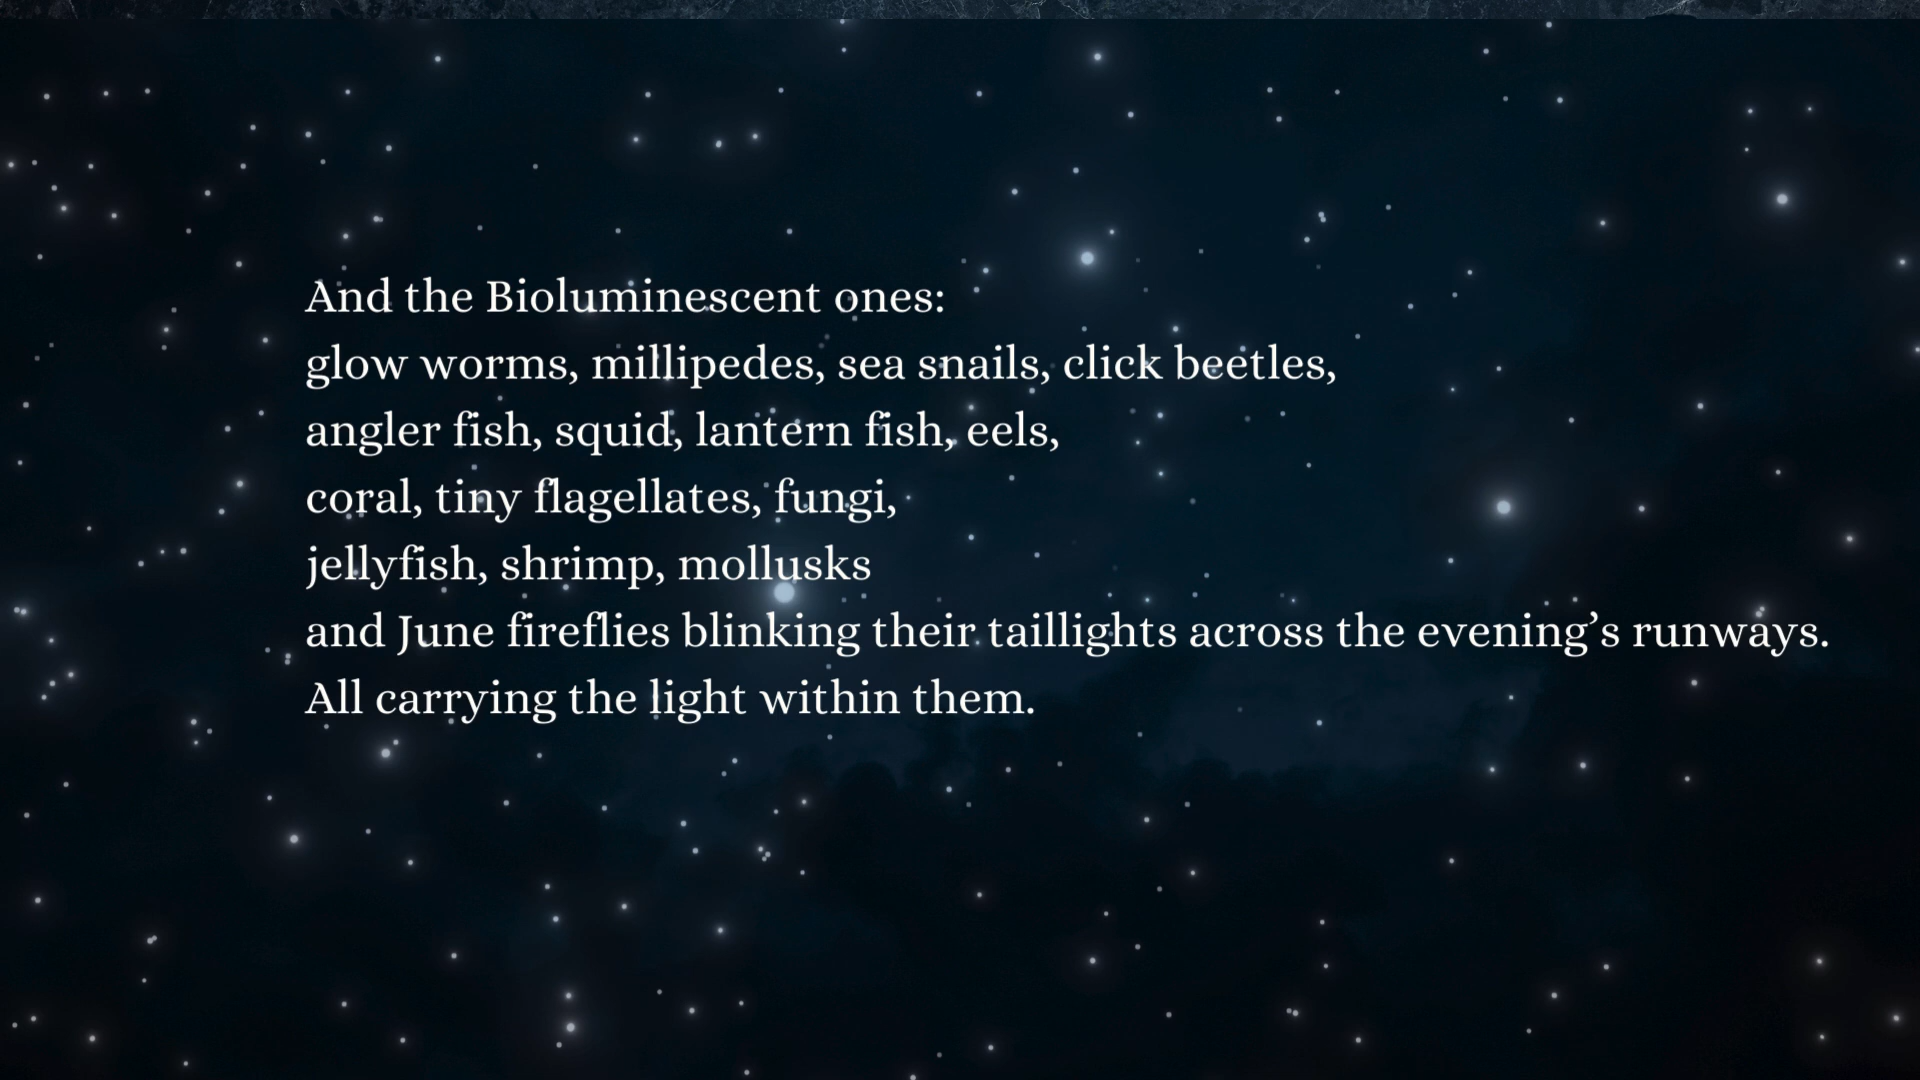 And the Bioluminescent ones:
glow worms, millipedes, sea snails, click beetles,
angler fish, squid, lantern fish, eels,
coral, tiny flagellates, fungi,
jellyfish, shrimp, mollusks
and June fireflies blinking their taillights across the evening’s runways.
All carrying the light within them.